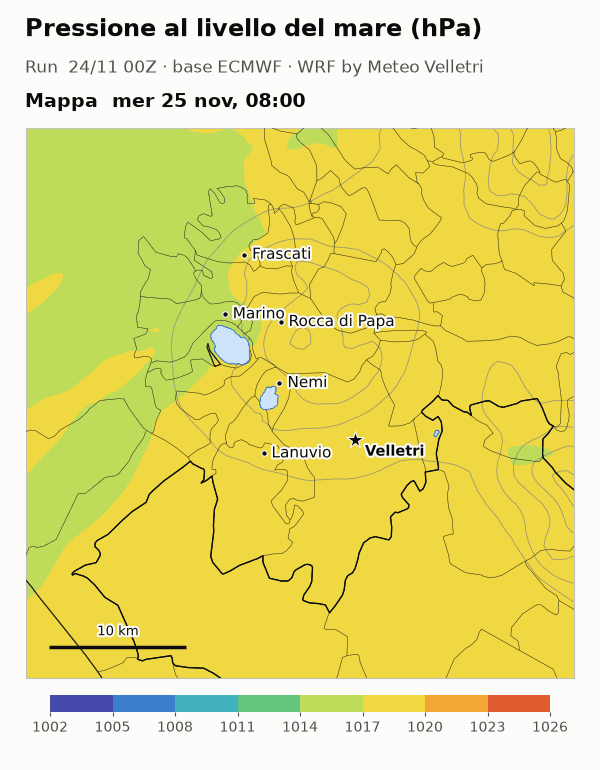 Pressione al livello del mare (hPa)
Run  24/11 00Z · base ECMWF · WRF by Meteo Velletri
Mappa  mer 25 nov, 08:00
Frascati
Marino
Rocca di Papa
Nemi
Velletri
Lanuvio
10 km
1002 1005 1008 1011 1014 1017 1020 1023 1026